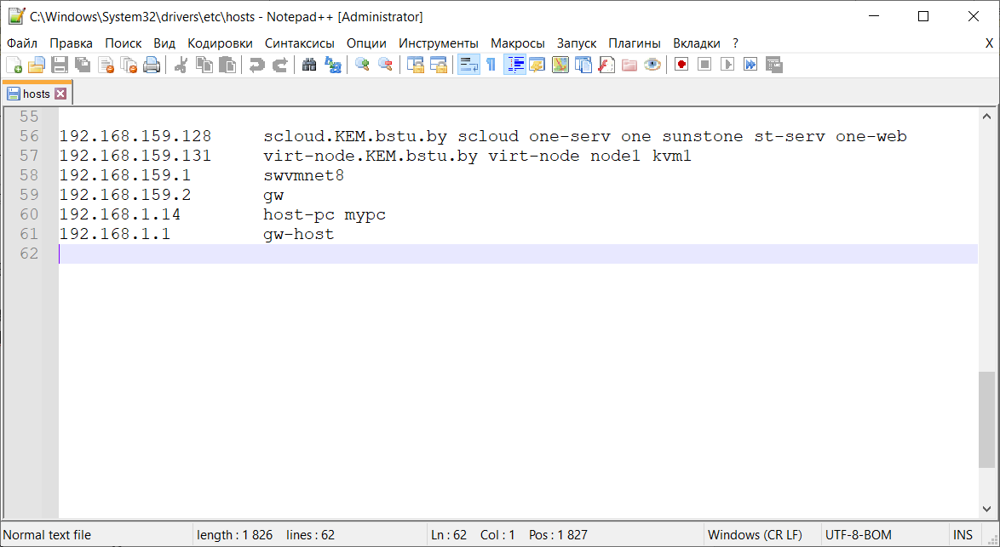 C:\Windows\System32\drivers\etc\hosts - Notepad++ [Administrator]
Файл Правка Поиск Вид Кодировки Синтаксисы Опции Инструменты Макросы Запуск Плагины Вкладки ? X
hosts
55
56 192.168.159.128 scloud.KEM.bstu.by scloud one-serv one sunstone st-serv one-web
57 192.168.159.131 virt-node.KEM.bstu.by virt-node node1 kvm1
58 192.168.159.1 swvmnet8
59 192.168.159.2 gw
60 192.168.1.14 host-pc mypc
61 192.168.1.1 gw-host
62
Normal text file length : 1 826 lines : 62 Ln : 62 Col : 1 Pos : 1 827 Windows (CR LF) UTF-8-BOM INS